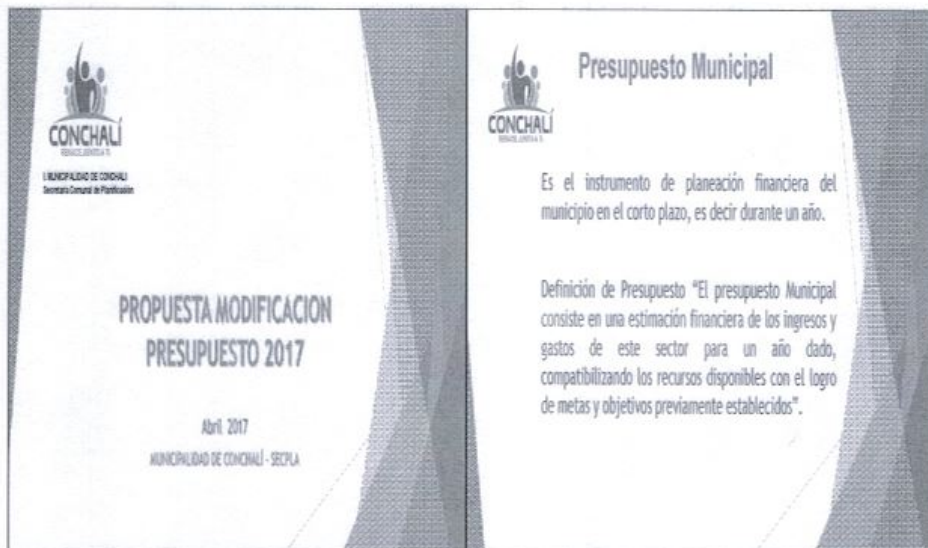 CONCHALÍ
I. MUNICIPALIDAD DE CONCHALI
Secretaría Comunal de Planificación
PROPUESTA MODIFICACION
PRESUPUESTO 2017
Abril 2017
MUNICIPALIDAD DE CONCHALÍ - SECPLA
Presupuesto Municipal
CONCHALÍ
Es el instrumento de planeación financiera del
municipio en el corto plazo, es decir durante un año.
Definición de Presupuesto “El presupuesto Municipal
consiste en una estimación financiera de los ingresos y
gastos de este sector para un año dado,
compatibilizando los recursos disponibles con el logro
de metas y objetivos previamente establecidos”.